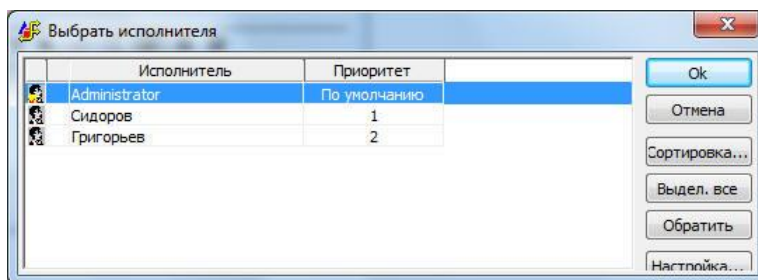 Выбрать исполнителя
Исполнитель Приоритет
Administrator По умолчанию
Сидоров 1
Григорьев 2
Ok
Отмена
Сортировка...
Выдел. все
Обратить
Настройка...